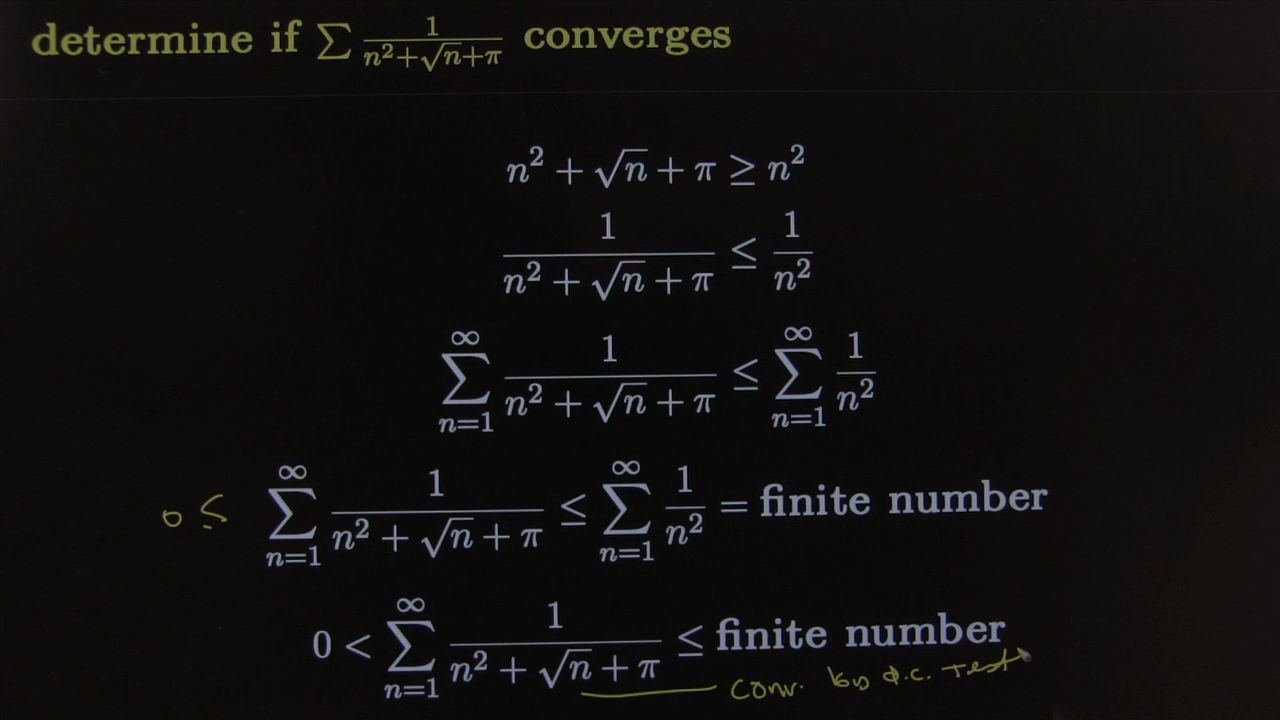 determine if ∑ 1/(n²+√n+π) converges
n² + √n + π ≥ n²
1/(n² + √n + π) ≤ 1/n²
∑_{n=1}^{∞} 1/(n² + √n + π) ≤ ∑_{n=1}^{∞} 1/n²
0 ≤ ∑_{n=1}^{∞} 1/(n² + √n + π) ≤ ∑_{n=1}^{∞} 1/n² = finite number
0 < ∑_{n=1}^{∞} 1/(n² + √n + π) ≤ finite number
conv. by d.c. test